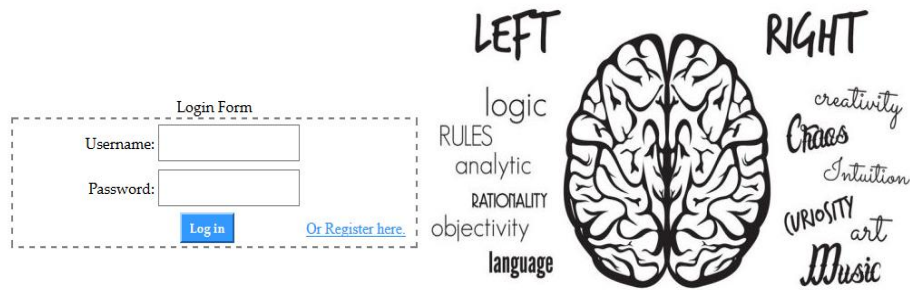 Login Form
Username:
Password:
Log in
Or Register here.
LEFT
logic
RULES
analytic
RATIONALITY
objectivity
language
RIGHT
creativity
Chaos
Intuition
CURIOSITY
art
Music